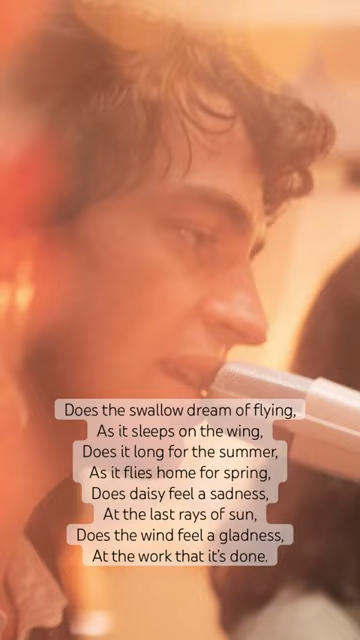 Does the swallow dream of flying,
As it sleeps on the wing,
Does it long for the summer,
As it flies home for spring,
Does daisy feel a sadness,
At the last rays of sun,
Does the wind feel a gladness,
At the work that it's done.